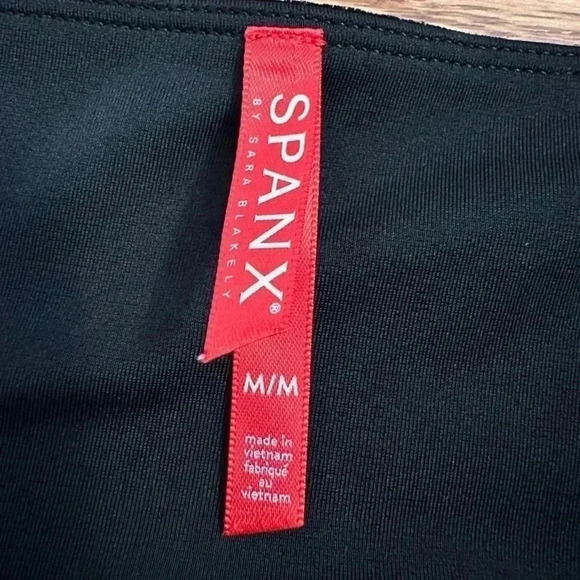 SPANX®
BY SARA BLAKELY
M/M
made in
vietnam
fabriqué
au
vietnam